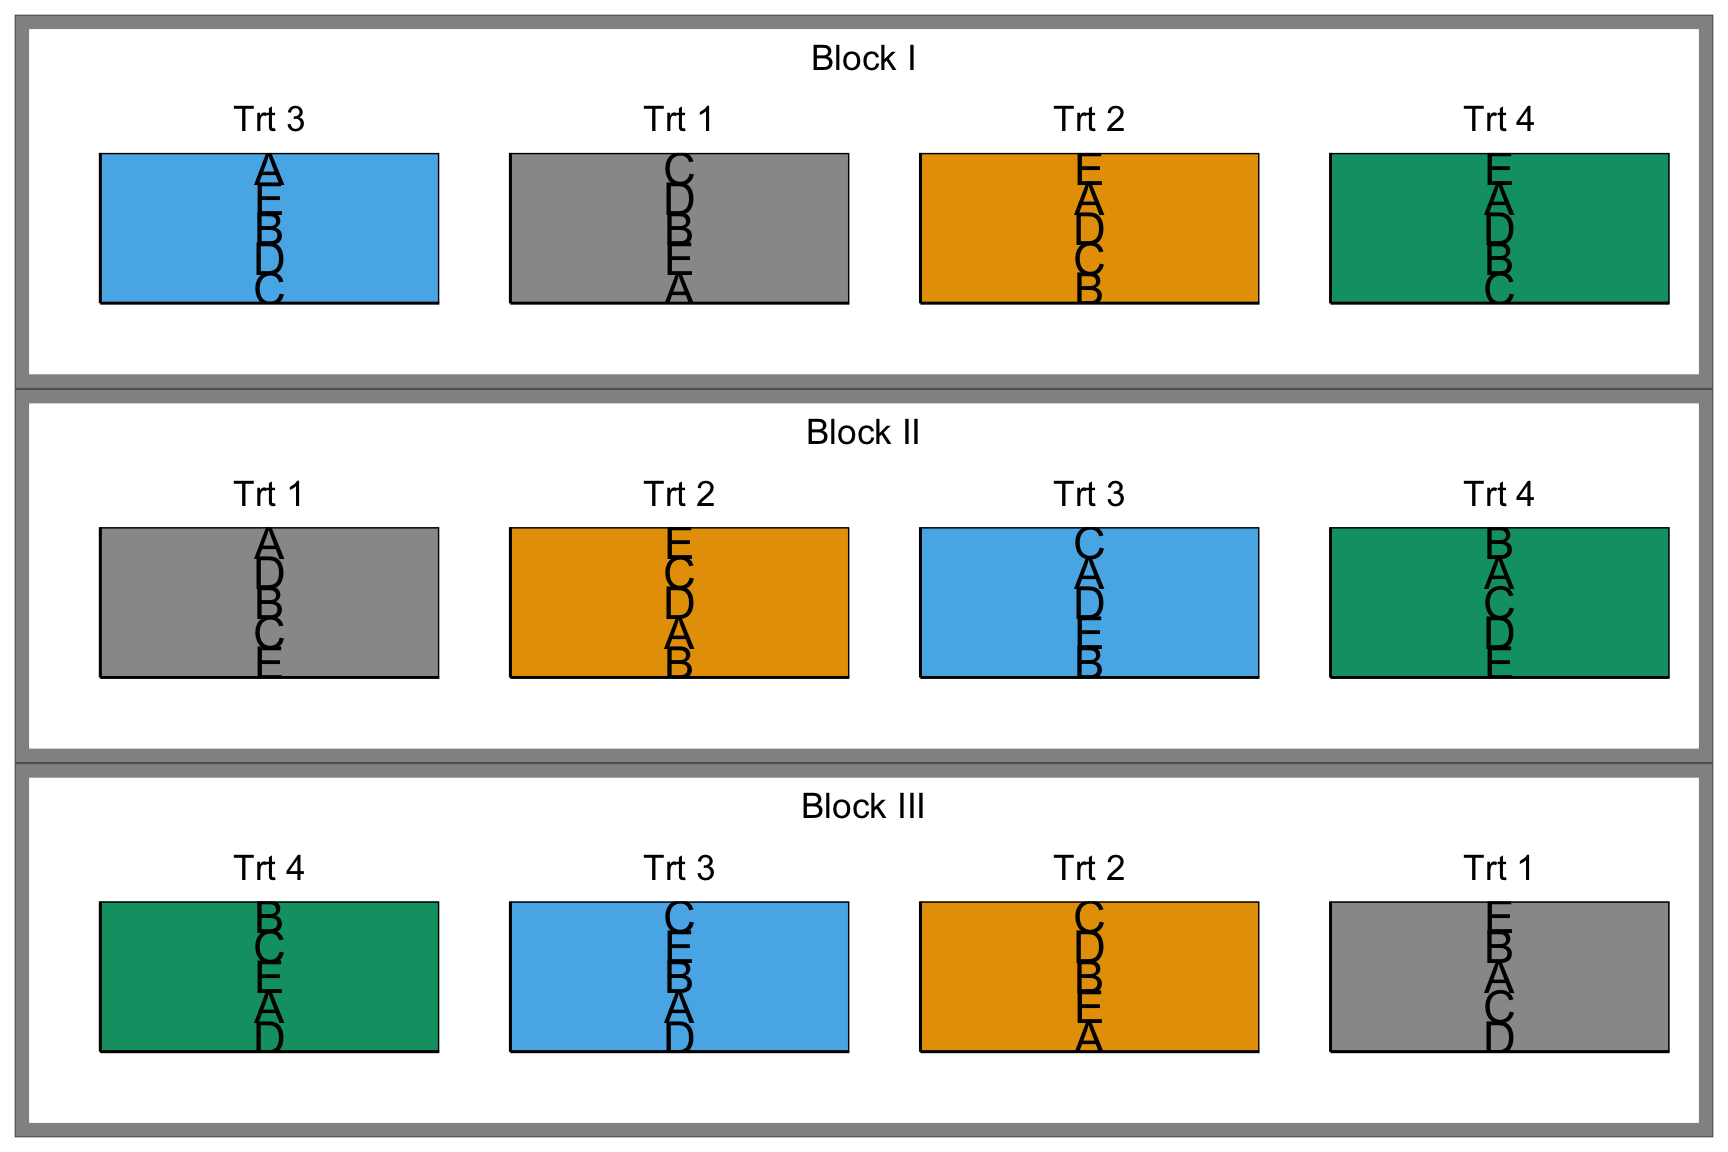 Block I
Trt 3 Trt 1 Trt 2 Trt 4
A C E E
E D A A
B B D D
D E C B
C A B C
Block II
Trt 1 Trt 2 Trt 3 Trt 4
A E C B
D C A A
B D D C
C A E D
E B B E
Block III
Trt 4 Trt 3 Trt 2 Trt 1
B C C E
C E D B
E B B A
A A E C
D D A D